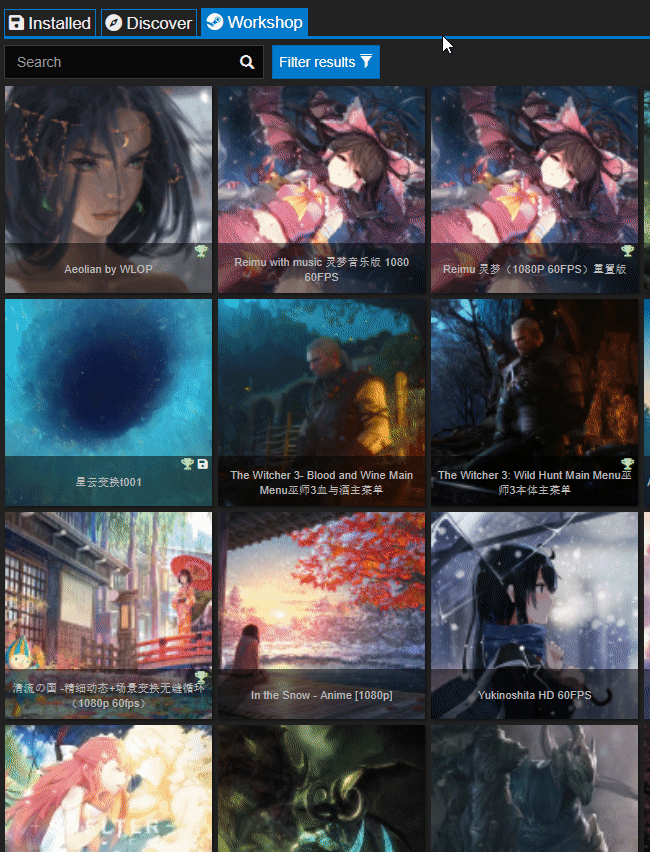 Installed Discover Workshop
Search Filter results
Aeolian by WLOP
Reimu with music 灵梦音乐版 1080
60FPS
Reimu 灵梦（1080P 60FPS）重置版
星云变换t001
The Witcher 3- Blood and Wine Main
Menu巫师3血与酒主菜单
The Witcher 3: Wild Hunt Main Menu巫
师3本体主菜单
清流の国 -精细动态+场景变换无缝循环
（1080p 60fps）
In the Snow - Anime [1080p]
Yukinoshita HD 60FPS